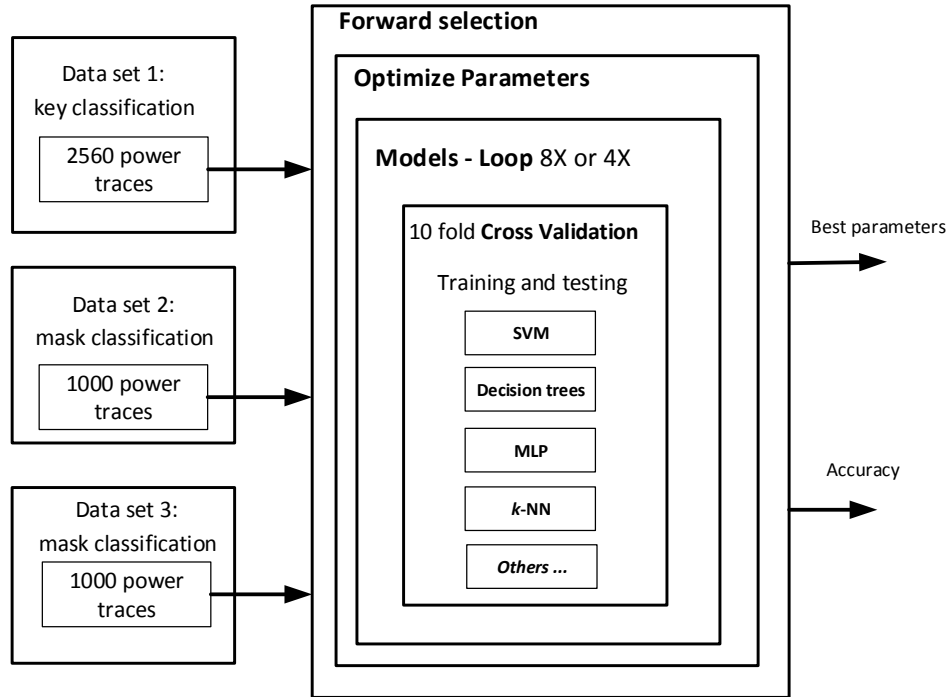 Data set 1:
key classification
2560 power
traces
Data set 2:
mask classification
1000 power
traces
Data set 3:
mask classification
1000 power
traces
Forward selection
Optimize Parameters
Models - Loop 8X or 4X
10 fold Cross Validation
Training and testing
SVM
Decision trees
MLP
k-NN
Others ...
Best parameters
Accuracy